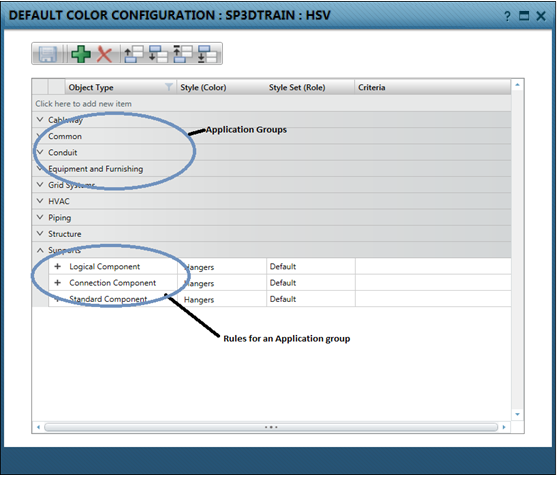 DEFAULT COLOR CONFIGURATION : SP3DTRAIN : HSV
Object Type Style (Color) Style Set (Role) Criteria
Click here to add new item
Cableway
Application Groups
Common
Conduit
Equipment and Furnishing
Grid Systems
HVAC
Piping
Structure
Supports
Logical Component Hangers Default
Connection Component Hangers Default
Standard Component Hangers Default
Rules for an Application group